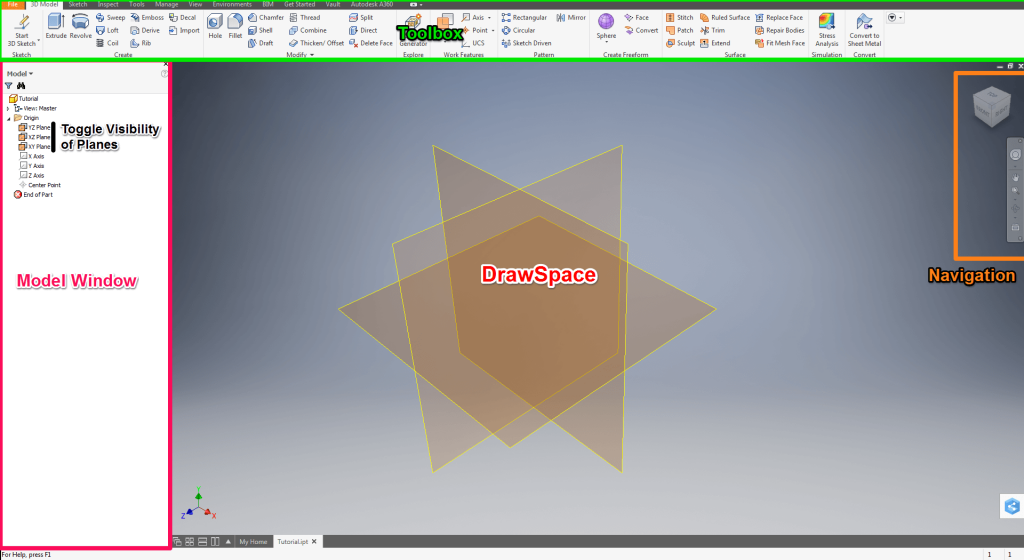 File 3D Model Sketch Inspect Tools Manage View Environments BIM Get Started Vault Autodesk A360
Start
3D Sketch
Sketch
Extrude Revolve
Sweep Emboss Decal
Loft Derive Import
Coil Rib
Create
Hole Fillet
Chamfer Thread Split
Shell Combine Direct
Draft Thicken/ Offset Delete Face
Modify
Toolbox
Generator
Explore
Axis
Point
UCS
Work Features
Rectangular Mirror
Circular
Sketch Driven
Pattern
Sphere
Face
Convert
Create Freeform
Stitch Ruled Surface Replace Face
Patch Trim Repair Bodies
Sculpt Extend Fit Mesh Face
Surface
Stress
Analysis
Simulation
Convert to
Sheet Metal
Convert
Model
Tutorial
View: Master
Origin
YZ Plane
XZ Plane
XY Plane
X Axis
Y Axis
Z Axis
Center Point
End of Part
Toggle Visibility
of Planes
Model Window
DrawSpace
Navigation
Y
Z
X
My Home Tutorial.ipt
For Help, press F1
1 1